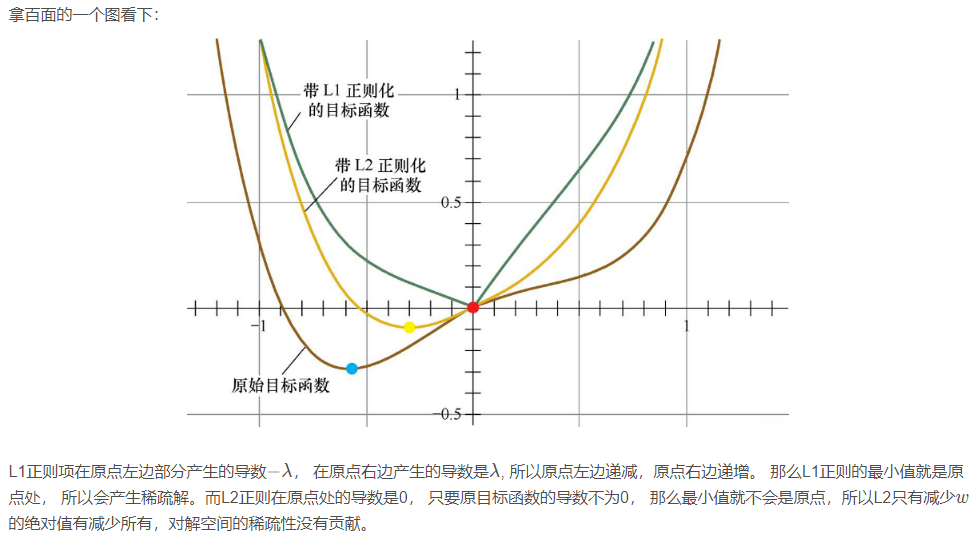 拿百面的一个图看下：
带 L1 正则化
的目标函数
1
带 L2 正则化
的目标函数
0.5
-1
1
原始目标函数
-0.5
L1正则项在原点左边部分产生的导数−λ， 在原点右边产生的导数是λ, 所以原点左边递减，原点右边递增。 那么L1正则的最小值就是原
点处， 所以会产生稀疏解。而L2正则在原点处的导数是0， 只要原目标函数的导数不为0， 那么最小值就不会是原点，所以L2只有减少w
的绝对值有减少所有，对解空间的稀疏性没有贡献。